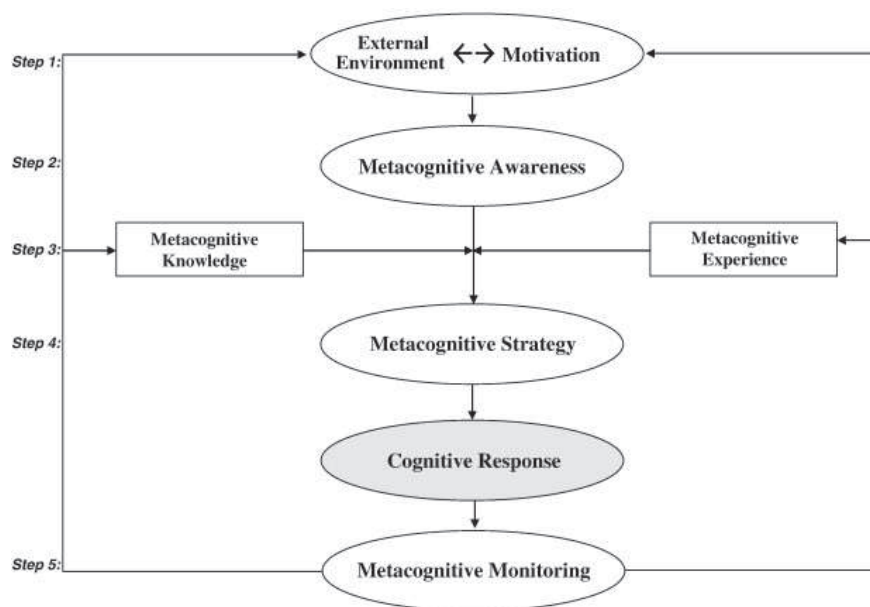 Step 1:
External
Environment
Motivation
Step 2:
Metacognitive Awareness
Step 3:
Metacognitive
Knowledge
Metacognitive
Experience
Step 4:
Metacognitive Strategy
Cognitive Response
Step 5:
Metacognitive Monitoring